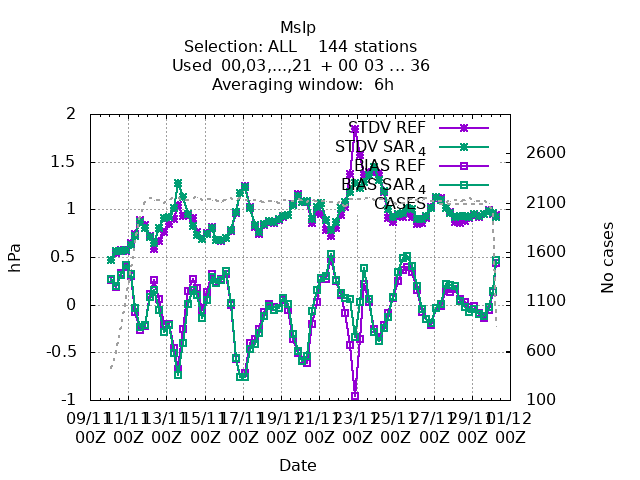 Mslp
Selection: ALL    144 stations
Used  00,03,...,21  + 00 03 ... 36
Averaging window:  6h
STDV REF
STDV SAR 4
BIAS REF
BIAS SAR 4
CASES
2
1.5
1
0.5
0
-0.5
-1
hPa
2600
2100
1600
1100
600
100
No cases
09/11 11/11 13/11 15/11 17/11 19/11 21/11 23/11 25/11 27/11 29/11 01/12
00Z 00Z 00Z 00Z 00Z 00Z 00Z 00Z 00Z 00Z 00Z 00Z
Date